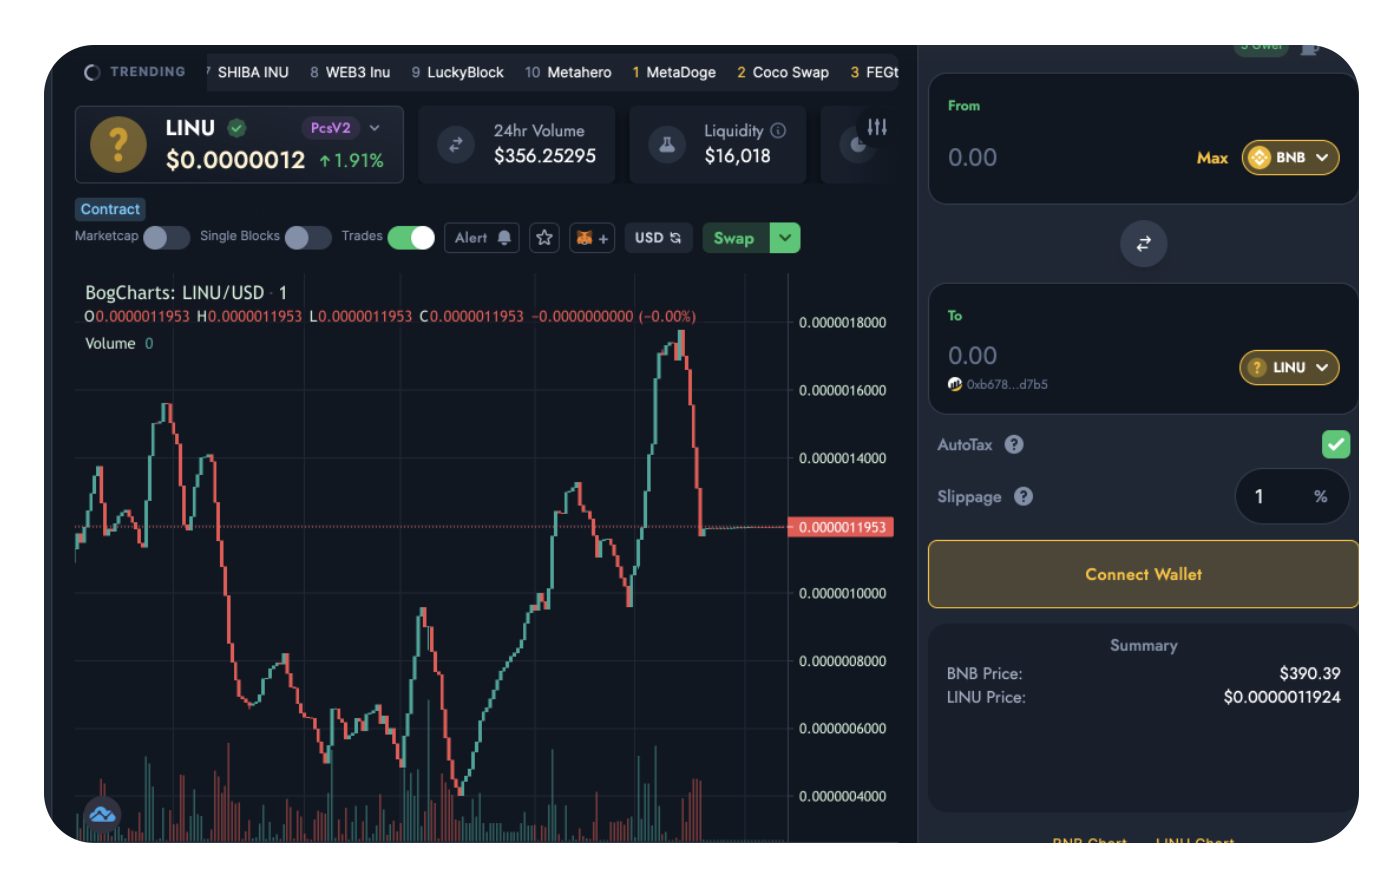 TRENDING
7 SHIBA INU 8 WEB3 Inu 9 LuckyBlock 10 Metahero 1 MetaDoge 2 Coco Swap 3 FEGt
LINU PcsV2
$0.0000012 ↑1.91%
24hr Volume
$356.25295
Liquidity
$16,018
Contract
Marketcap Single Blocks Trades Alert + USD Swap
BogCharts: LINU/USD · 1
O0.0000011953 H0.0000011953 L0.0000011953 C0.0000011953 −0.0000000000 (−0.00%)
Volume 0
0.0000018000
0.0000016000
0.0000014000
0.0000011953
0.0000010000
0.0000008000
0.0000006000
0.0000004000
From
0.00 Max BNB
To
0.00 LINU
0xb678...d7b5
AutoTax ?
Slippage ? 1 %
Connect Wallet
Summary
BNB Price: $390.39
LINU Price: $0.0000011924
BNB Chart LINU Chart